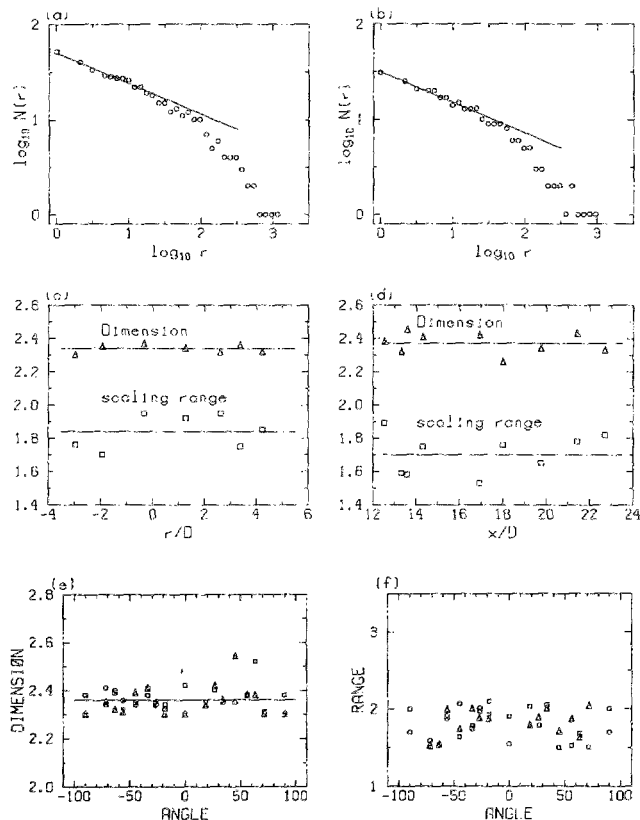 (a)
2
1
0
log₁₀ N(r)
0 1 2 3
log₁₀ r
(b)
2
1
0
log₁₀ N(r)
0 1 2 3
log₁₀ r
(c)
2.6
2.4
2.2
2.0
1.8
1.6
1.4
Dimension
scaling range
-4 -2 0 2 4 6
r/D
(d)
2.6
2.4
2.2
2.0
1.8
1.6
1.4
Dimension
scaling range
12 14 16 18 20 22 24
x/D
(e)
2.8
2.6
2.4
2.2
2.0
DIMENSION
-100 -50 0 50 100
ANGLE
(f)
3
2
1
RANGE
-100 -50 0 50 100
ANGLE